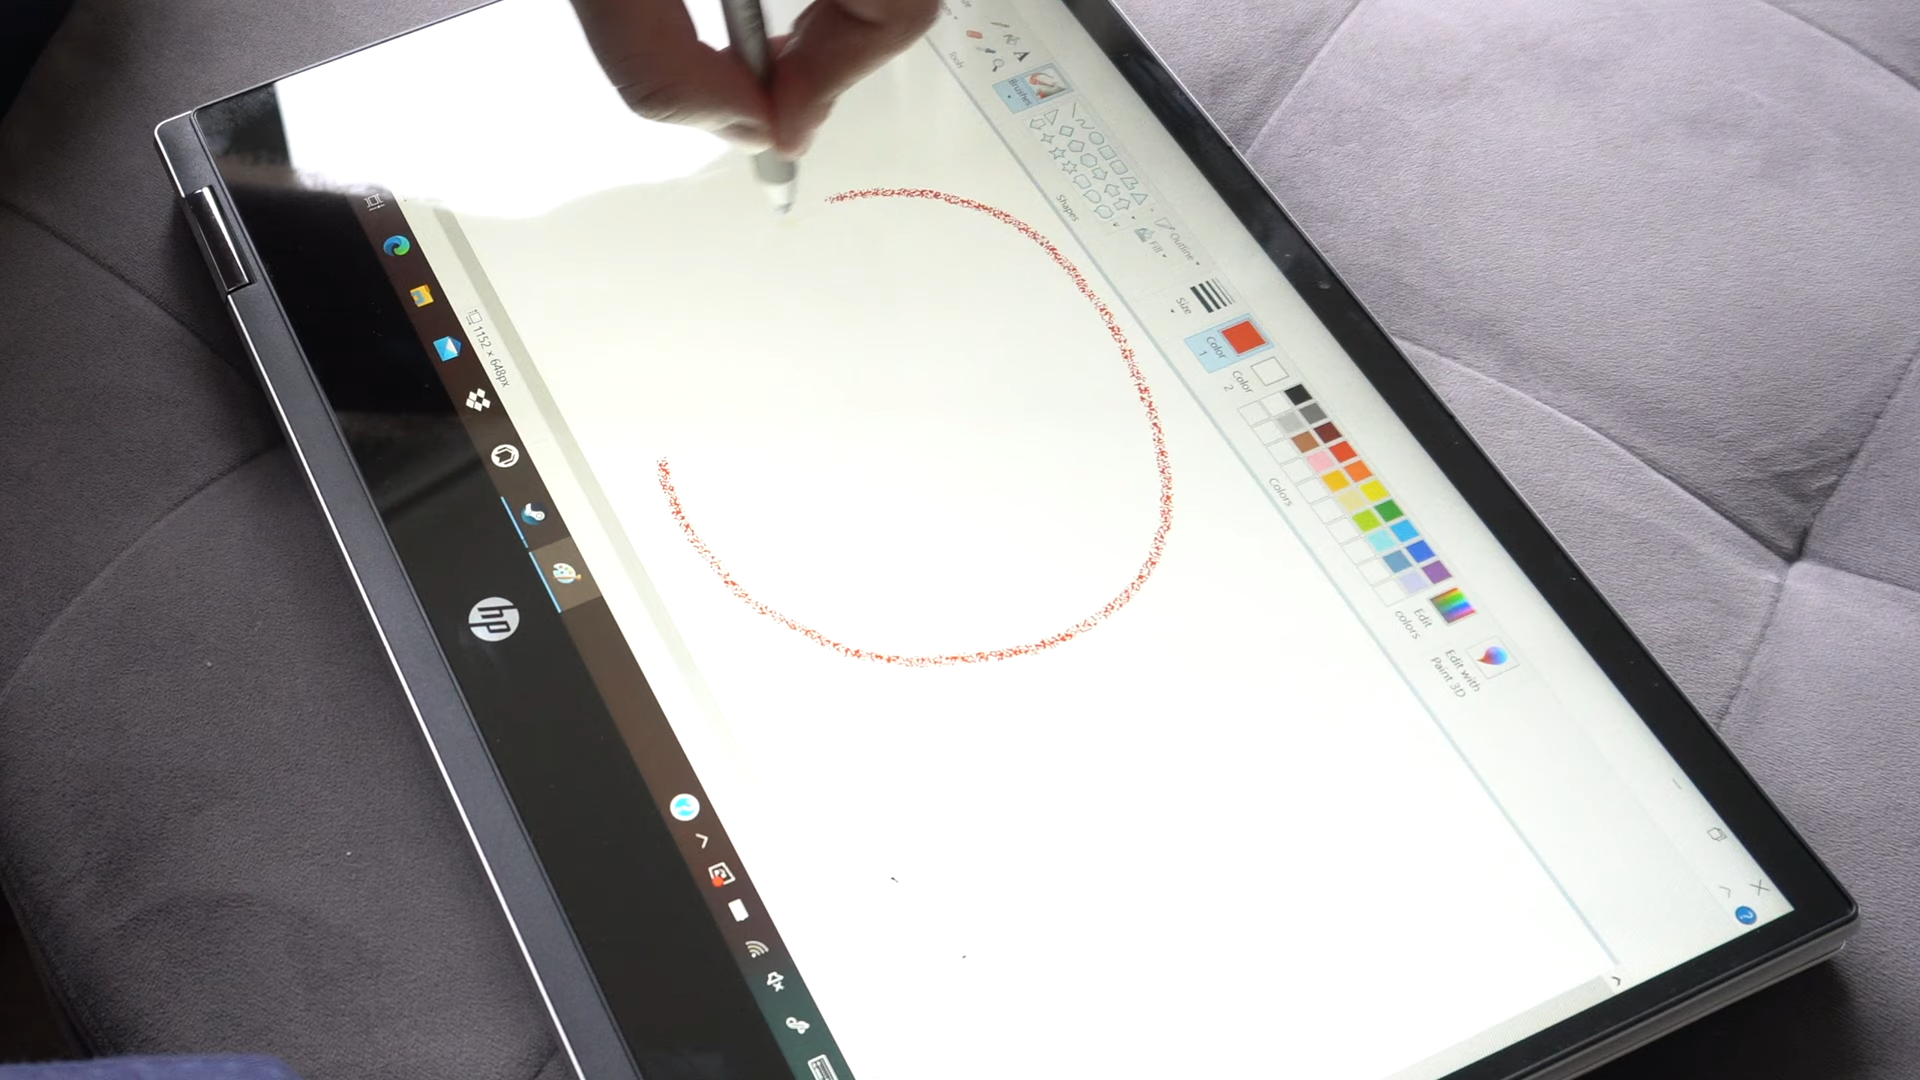 Tools
Brushes
Shapes
Outline
Fill
Size
Color
1
Color
2
Colors
Edit
colors
Edit with
Paint 3D
1152 × 648px
hp